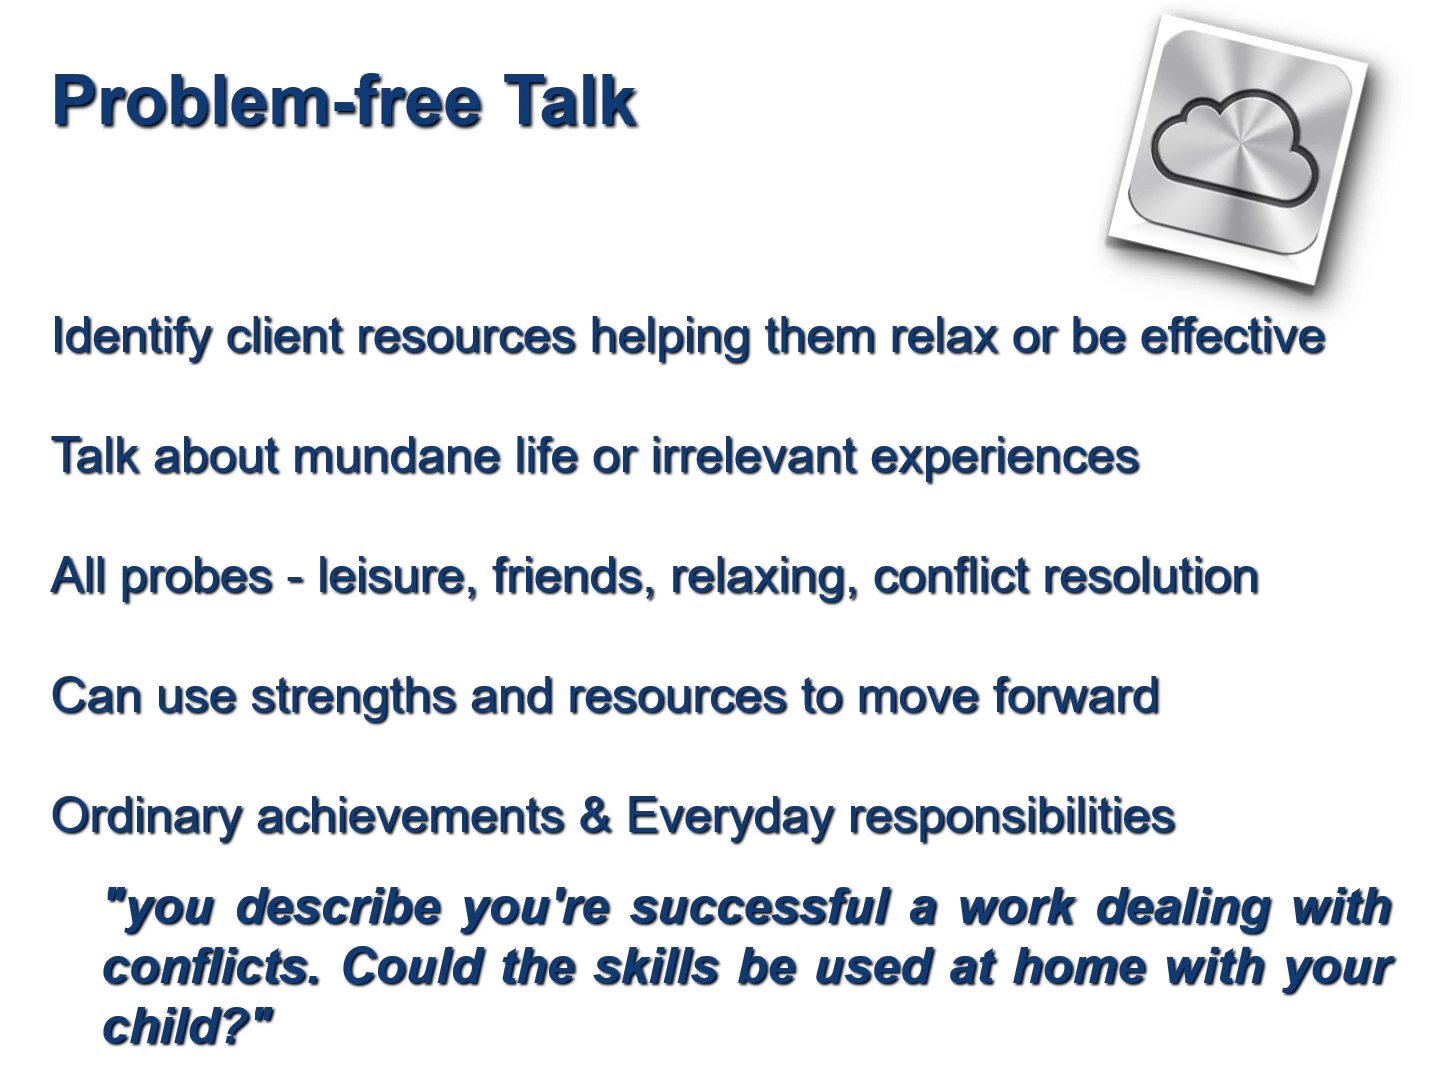 Problem-free Talk
Identify client resources helping them relax or be effective
Talk about mundane life or irrelevant experiences
All probes - leisure, friends, relaxing, conflict resolution
Can use strengths and resources to move forward
Ordinary achievements & Everyday responsibilities
"you describe you're successful a work dealing with
conflicts. Could the skills be used at home with your
child?"